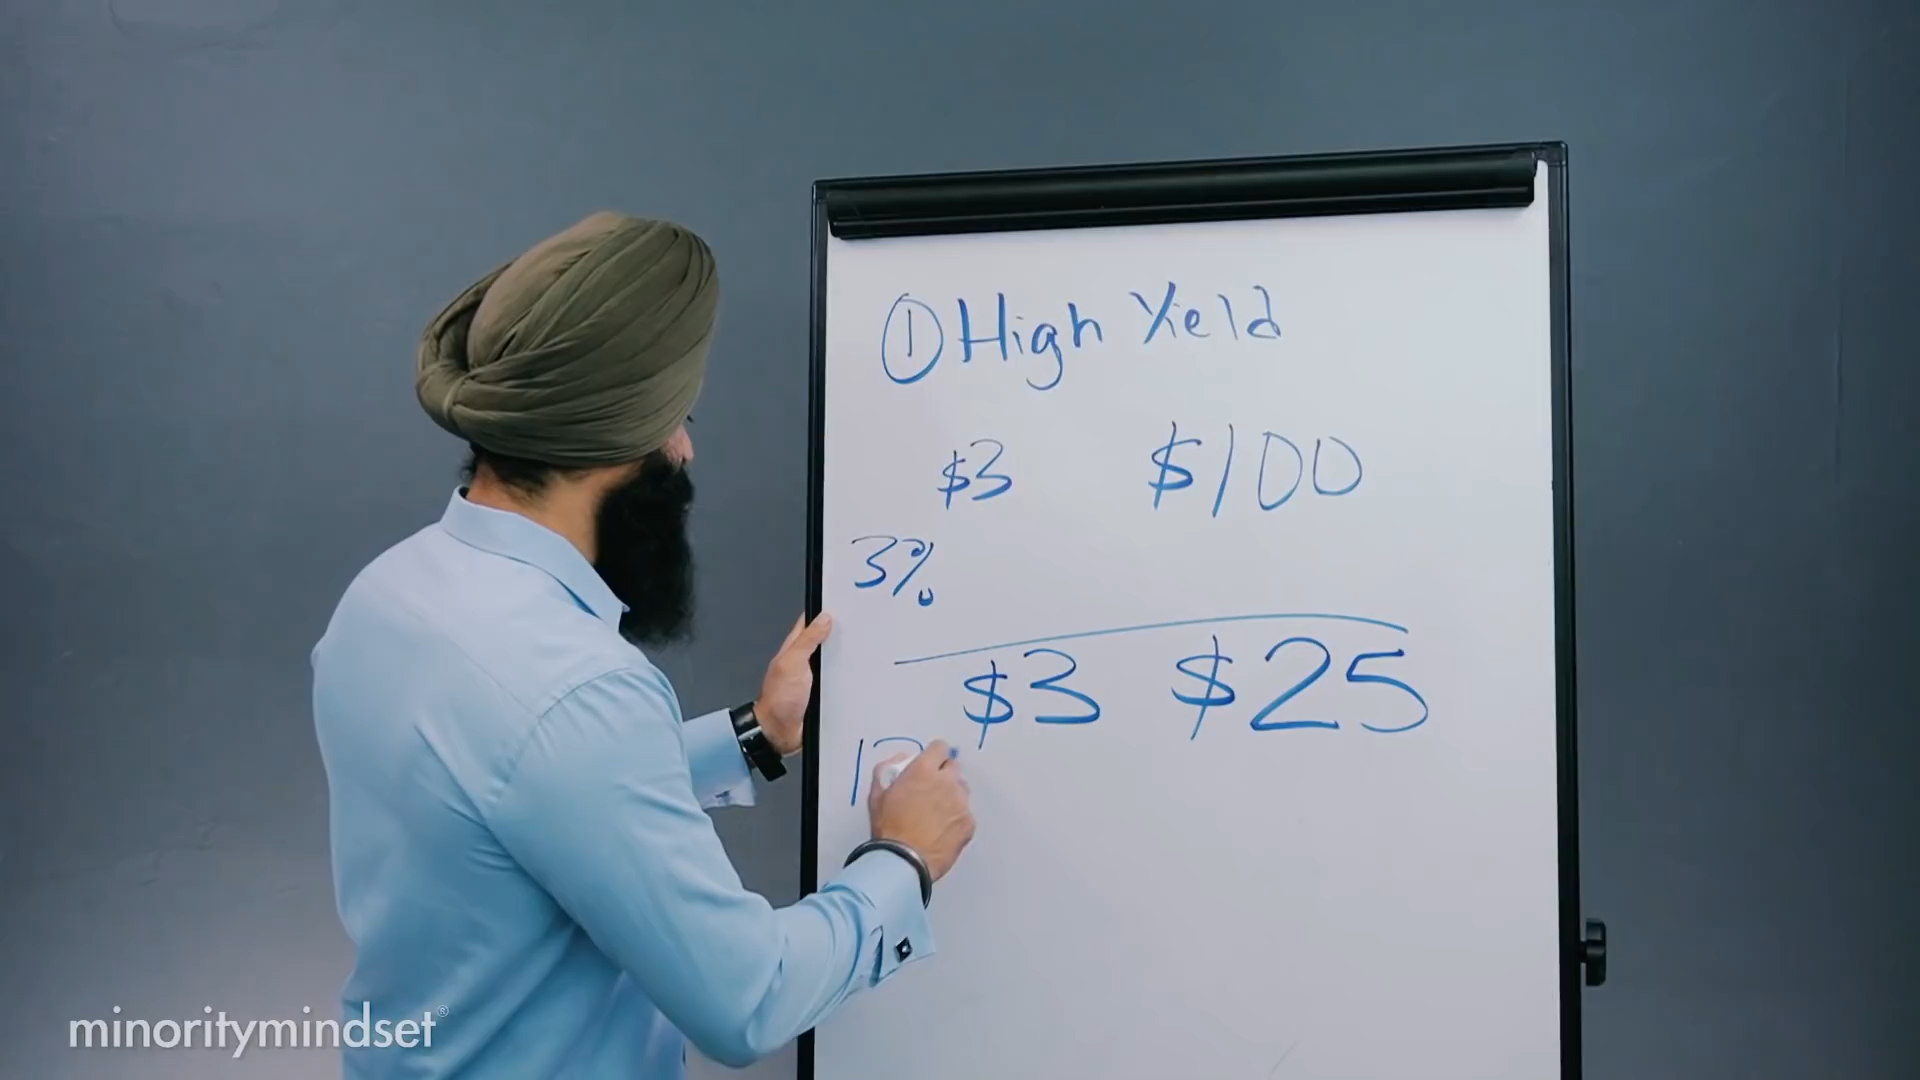 ① High Yield
$3 $100
3%
$3 $25
minoritymindset®